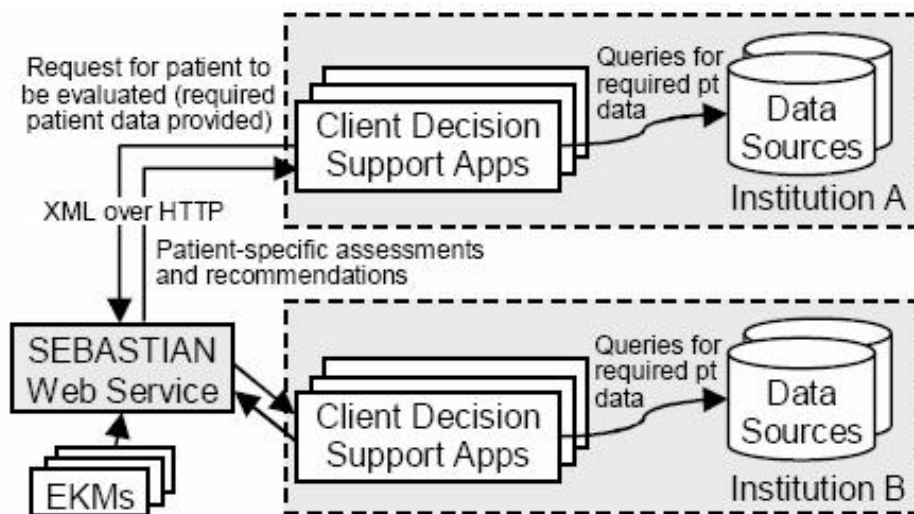 Request for patient to
be evaluated (required
patient data provided)
Client Decision
Support Apps
Queries for
required pt
data
Data
Sources
Institution A
XML over HTTP
Patient-specific assessments
and recommendations
SEBASTIAN
Web Service
EKMs
Client Decision
Support Apps
Queries for
required pt
data
Data
Sources
Institution B